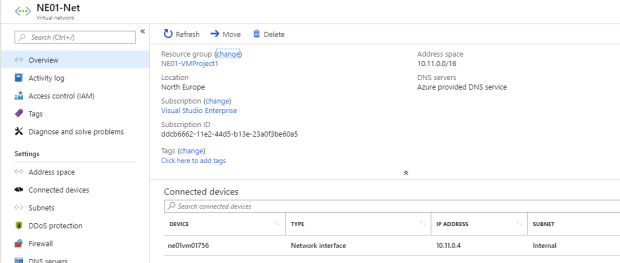 NE01-Net
Virtual network
Search (Ctrl+/)
Overview
Activity log
Access control (IAM)
Tags
Diagnose and solve problems
Settings
Address space
Connected devices
Subnets
DDoS protection
Firewall
DNS servers
Refresh Move Delete
Resource group (change)
NE01-VMProject1
Location
North Europe
Subscription (change)
Visual Studio Enterprise
Subscription ID
ddcb6662-11e2-44d5-b13e-23a0f3be60a5
Tags (change)
Click here to add tags
Address space
10.11.0.0/16
DNS servers
Azure provided DNS service
Connected devices
Search connected devices
DEVICE TYPE IP ADDRESS SUBNET
ne01vm01756 Network interface 10.11.0.4 Internal